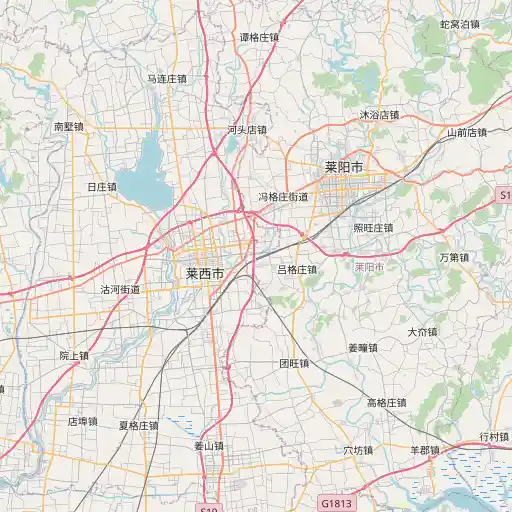 蛇窝泊镇
谭格庄镇
马连庄镇
沐浴店镇
南墅镇
河头店镇
山前店镇
莱阳市
日庄镇
冯格庄街道
S1
照旺庄镇
万第镇
莱西市
吕格庄镇
莱阳市
沽河街道
大夼镇
姜疃镇
院上镇
团旺镇
镇
高格庄镇
店埠镇
夏格庄镇
行村镇
姜山镇
穴坊镇
羊郡镇
G1813
S19